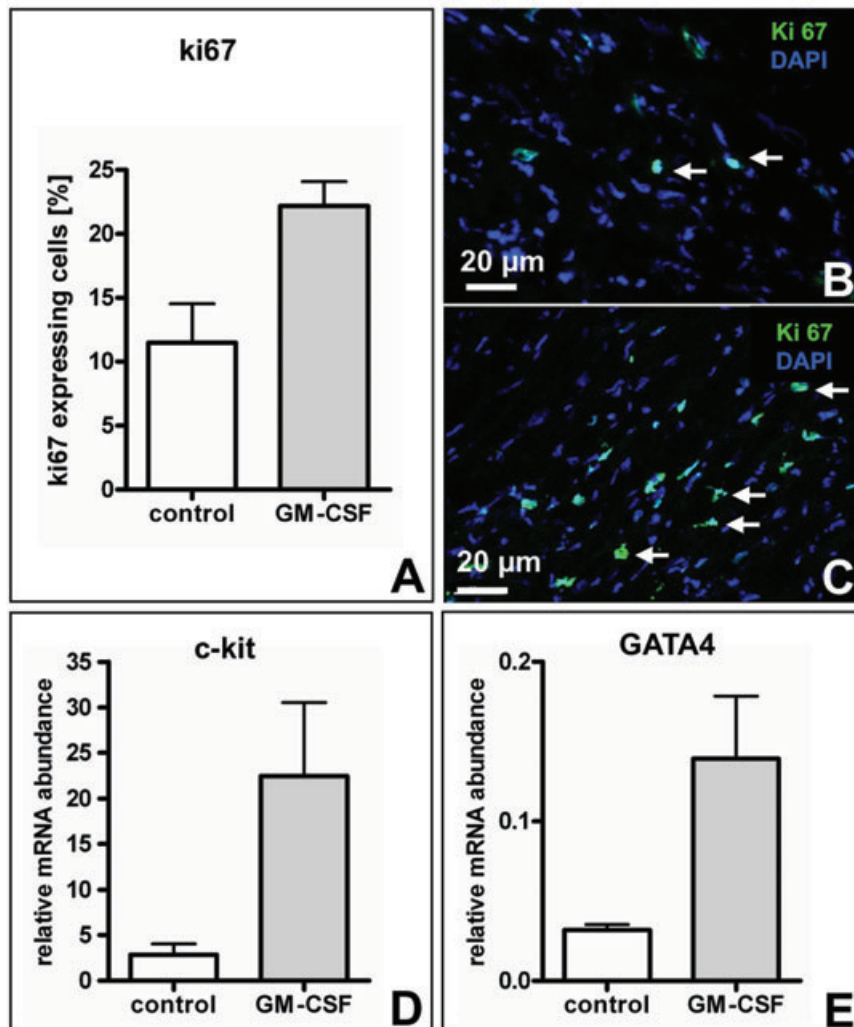 ki67
ki67 expressing cells [%]
25
20
15
10
5
0
control GM-CSF
A
Ki 67
DAPI
20 µm
B
Ki 67
DAPI
20 µm
C
c-kit
relative mRNA abundance
35
30
25
20
15
10
5
0
control GM-CSF
D
GATA4
relative mRNA abundance
0.2
0.1
0.0
control GM-CSF
E